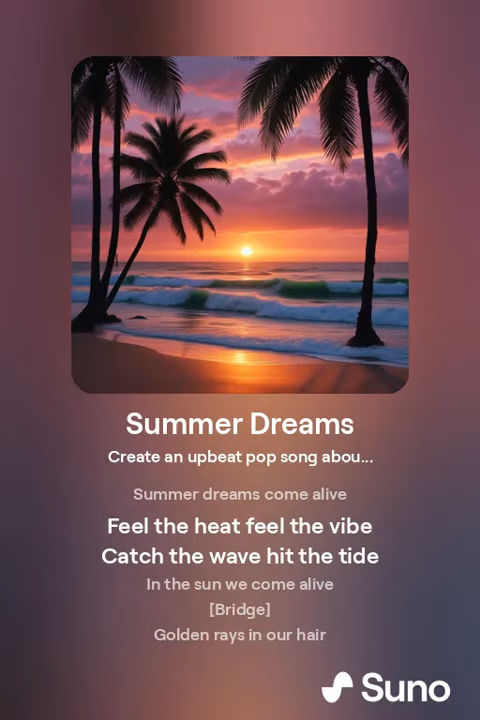 Summer Dreams
Create an upbeat pop song abou...
Summer dreams come alive
Feel the heat feel the vibe
Catch the wave hit the tide
In the sun we come alive
[Bridge]
Golden rays in our hair
Suno